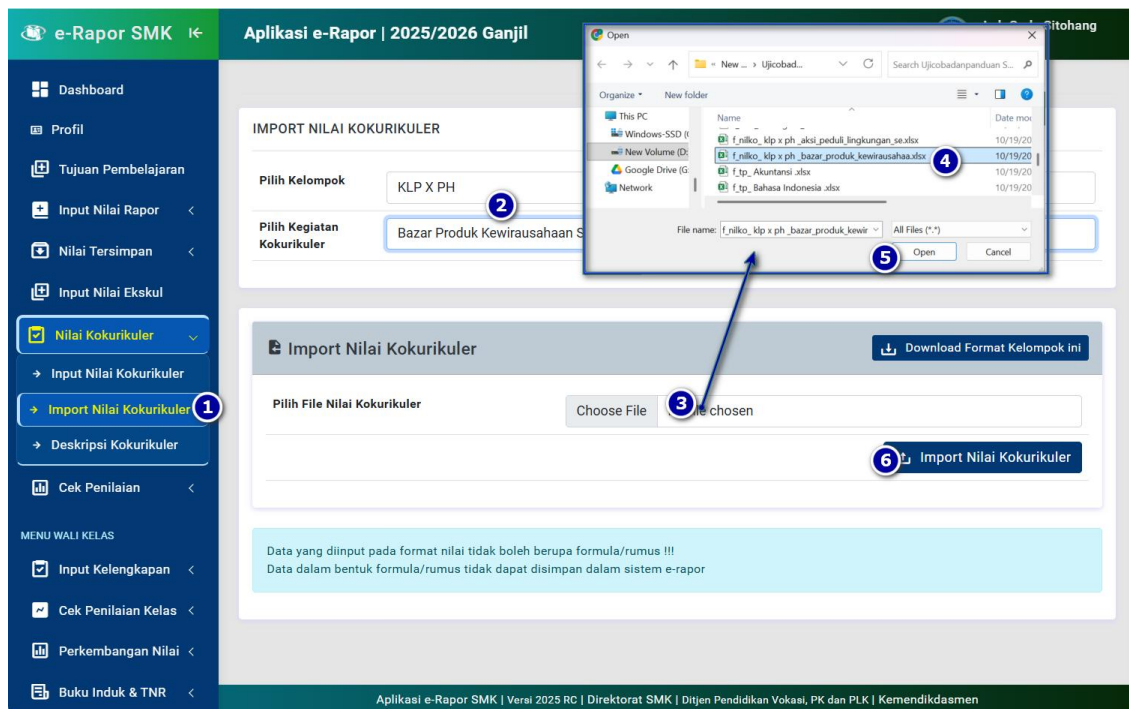 e-Rapor SMK
Aplikasi e-Rapor | 2025/2026 Ganjil
Sitohang
Dashboard
Profil
Tujuan Pembelajaran
Input Nilai Rapor
Nilai Tersimpan
Input Nilai Ekskul
Nilai Kokurikuler
Input Nilai Kokurikuler
Import Nilai Kokurikuler 1
Deskripsi Kokurikuler
Cek Penilaian
MENU WALI KELAS
Input Kelengkapan
Cek Penilaian Kelas
Perkembangan Nilai
Buku Induk & TNR
IMPORT NILAI KOKURIKULER
Pilih Kelompok
KLP X PH
2
Pilih Kegiatan
Kokurikuler
Bazar Produk Kewirausahaan S
Open
« New ... › Ujicobad...
Search Ujicobadanpanduan S...
Organize
New folder
This PC
Windows-SSD (
New Volume (D:
Google Drive (G:
Network
Name
Date mo
f_nilko_ klp x ph _aksi_peduli_lingkungan_se.xlsx
10/19/20
f_nilko_ klp x ph _bazar_produk_kewirausahaa.xlsx
4
10/19/20
f_tp_ Akuntansi .xlsx
10/19/20
f_tp_ Bahasa Indonesia .xlsx
10/19/20
File name:
f_nilko_ klp x ph _bazar_produk_kewir
All Files (*.*)
5
Open
Cancel
Import Nilai Kokurikuler
Download Format Kelompok ini
Pilih File Nilai Kokurikuler
Choose File
3
chosen
6
Import Nilai Kokurikuler
Data yang diinput pada format nilai tidak boleh berupa formula/rumus !!!
Data dalam bentuk formula/rumus tidak dapat disimpan dalam sistem e-rapor
Aplikasi e-Rapor SMK | Versi 2025 RC | Direktorat SMK | Ditjen Pendidikan Vokasi, PK dan PLK | Kemendikdasmen